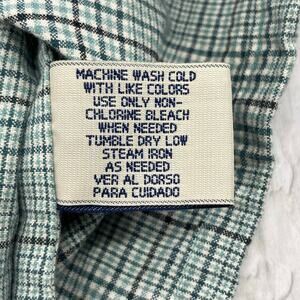 MACHINE WASH COLD
WITH LIKE COLORS
USE ONLY NON-
CHLORINE BLEACH
WHEN NEEDED
TUMBLE DRY LOW
STEAM IRON
AS NEEDED
VER AL DORSO
PARA CUIDADO